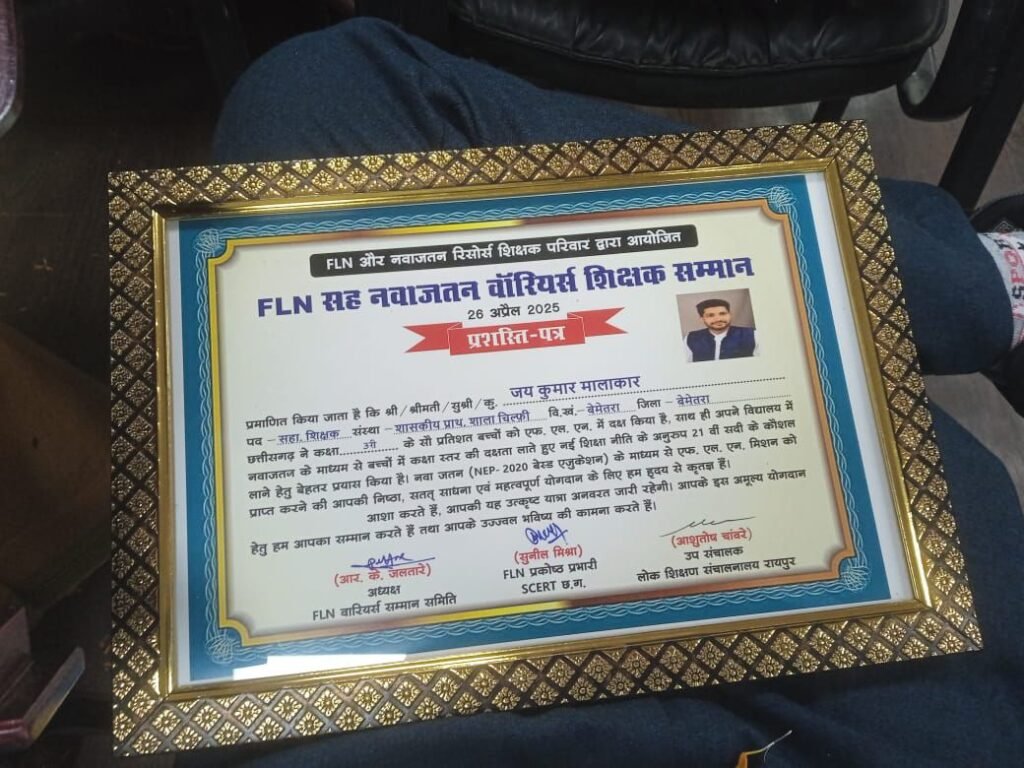 FLN और नवाजतन रिसोर्स शिक्षक परिवार द्वारा आयोजित
FLN सह नवाजतन वॉरियर्स शिक्षक सम्मान
26 अप्रैल 2025
प्रशस्ति-पत्र
प्रमाणित किया जाता है कि श्री/श्रीमती/सुश्री/कु. जय कुमार मालाकार
पद - सहा. शिक्षक संस्था - शासकीय प्राथ. शाला चिल्फी वि.खं.- बेमेतरा जिला - बेमेतरा
छत्तीसगढ़ ने कक्षा 3री के सौ प्रतिशत बच्चों को एफ. एल. एन. में दक्ष किया है, साथ ही अपने विद्यालय में
नवाजतन के माध्यम से बच्चों में कक्षा स्तर की दक्षता लाते हुए नई शिक्षा नीति के अनुरुप 21 वीं सदी के कौशल
लाने हेतु बेहतर प्रयास किया है। नवा जतन (NEP- 2020 बेस्ड एजुकेशन) के माध्यम से एफ. एल. एन. मिशन को
प्राप्त करने की आपकी निष्ठा, सतत् साधना एवं महत्वपूर्ण योगदान के लिए हम हृदय से कृतज्ञ हैं।
आशा करते हैं, आपकी यह उत्कृष्ट यात्रा अनवरत जारी रहेगी। आपके इस अमूल्य योगदान
हेतु हम आपका सम्मान करते हैं तथा आपके उज्जवल भविष्य की कामना करते हैं।
(आर. के. जलतारे)
अध्यक्ष
FLN वारियर्स सम्मान समिति
(सुनील मिश्रा)
FLN प्रकोष्ठ प्रभारी
SCERT छ.ग.
(आशुतोष चांवरे)
उप संचालक
लोक शिक्षण संचालनालय रायपुर